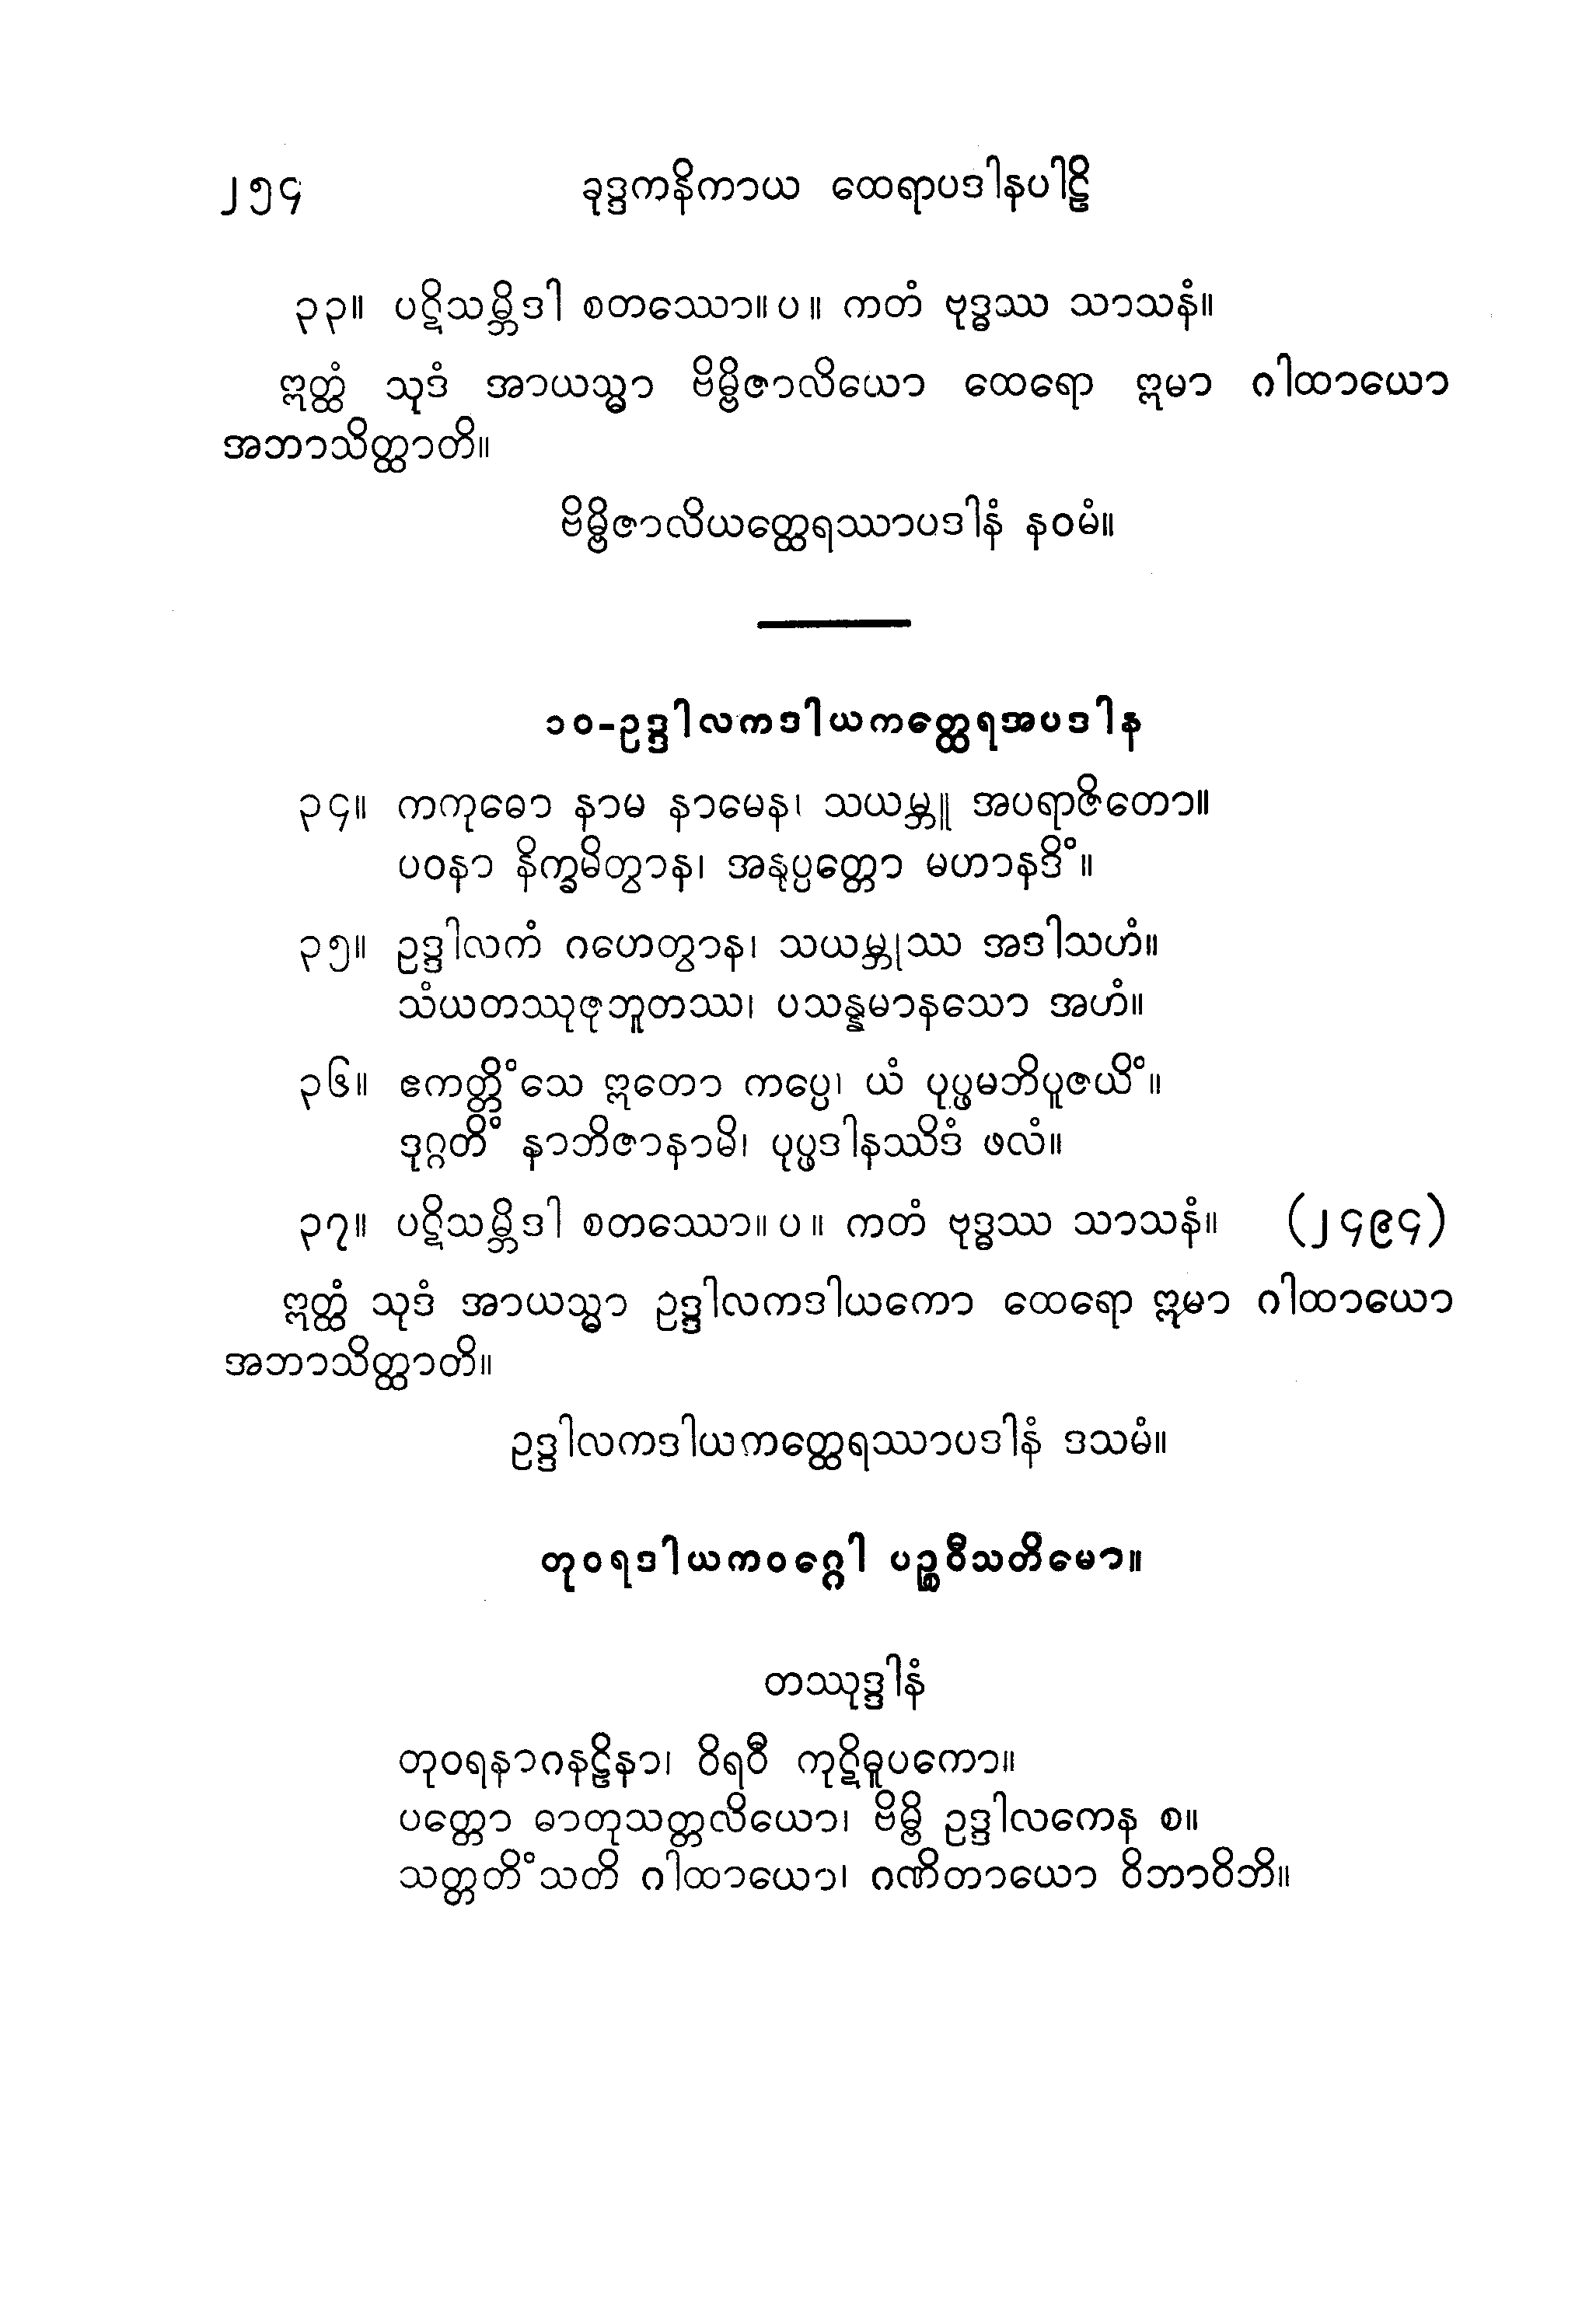 ၂၅၄ ခုဒ္ဒကနိကာယ ထေရာပဒါနပါဠိ
၃၃။ ပဋိသမ္ဘိဒါ စတဿော။ပ။ ကတံ ဗုဒ္ဓဿ သာသနံ။
ဣတ္ထံ သုဒံ အာယသ္မာ ဗိမ္ဗိဇာလိယော ထေရော ဣမာ ဂါထာယော
အဘာသိတ္ထာတိ။
ဗိမ္ဗိဇာလိယတ္ထေရဿာပဒါနံ နဝမံ။
၁၀-ဥဒ္ဒါလကဒါယကတ္ထေရအပဒါန
၃၄။ ကကုဓော နာမ နာမေန၊ သယမ္ဘူ အပရာဇိတော။
ပဝနာ နိက္ခမိတွာန၊ အနုပ္ပတ္တော မဟာနဒိံ။
၃၅။ ဥဒ္ဒါလကံ ဂဟေတွာန၊ သယမ္ဘုဿ အဒါသဟံ။
သံယတဿုဇုဘူတဿ၊ ပသန္နမာနသော အဟံ။
၃၆။ ဧကတ္တိံသေ ဣတော ကပ္ပေ၊ ယံ ပုပ္ဖမဘိပူဇယိံ။
ဒုဂ္ဂတိံ နာဘိဇာနာမိ၊ ပုပ္ဖဒါနဿိဒံ ဖလံ။
၃၇။ ပဋိသမ္ဘိဒါ စတဿော။ပ။ ကတံ ဗုဒ္ဓဿ သာသနံ။ (၂၄၉၄)
ဣတ္ထံ သုဒံ အာယသ္မာ ဥဒ္ဒါလကဒါယကော ထေရော ဣမာ ဂါထာယော
အဘာသိတ္ထာတိ။
ဥဒ္ဒါလကဒါယကတ္ထေရဿာပဒါနံ ဒသမံ။
တုဝရဒါယကဝဂ္ဂေါ ပဉ္စဝီသတိမော။
တဿုဒ္ဒါနံ
တုဝရနာဂနဠိနာ၊ ဝိရဝီ ကုဋိဓူပကော။
ပတ္တော ဓာတုသတ္တလိယော၊ ဗိမ္ဗိ ဥဒ္ဒါလကေန စ။
သတ္တတိံသတိ ဂါထာယော၊ ဂဏိတာယော ဝိဘာဝိဘိ။